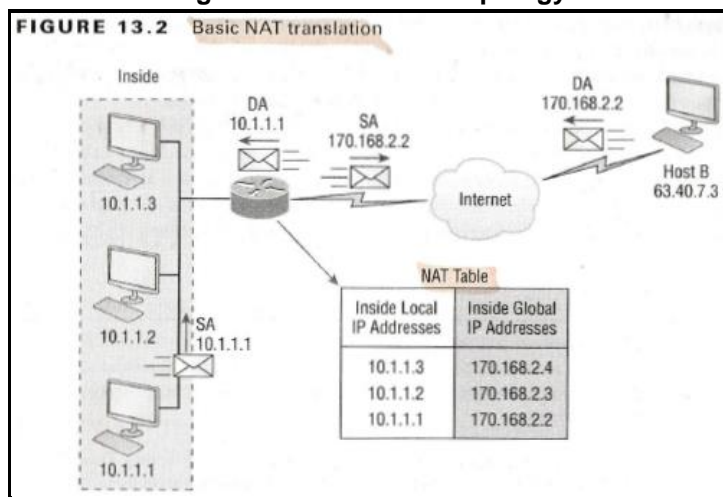 FIGURE 13.2 Basic NAT translation
Inside
10.1.1.3
10.1.1.2
10.1.1.1
SA
10.1.1.1
DA
10.1.1.1
SA
170.168.2.2
Internet
DA
170.168.2.2
Host B
63.40.7.3
NAT Table
Inside Local
IP Addresses
Inside Global
IP Addresses
10.1.1.3 170.168.2.4
10.1.1.2 170.168.2.3
10.1.1.1 170.168.2.2